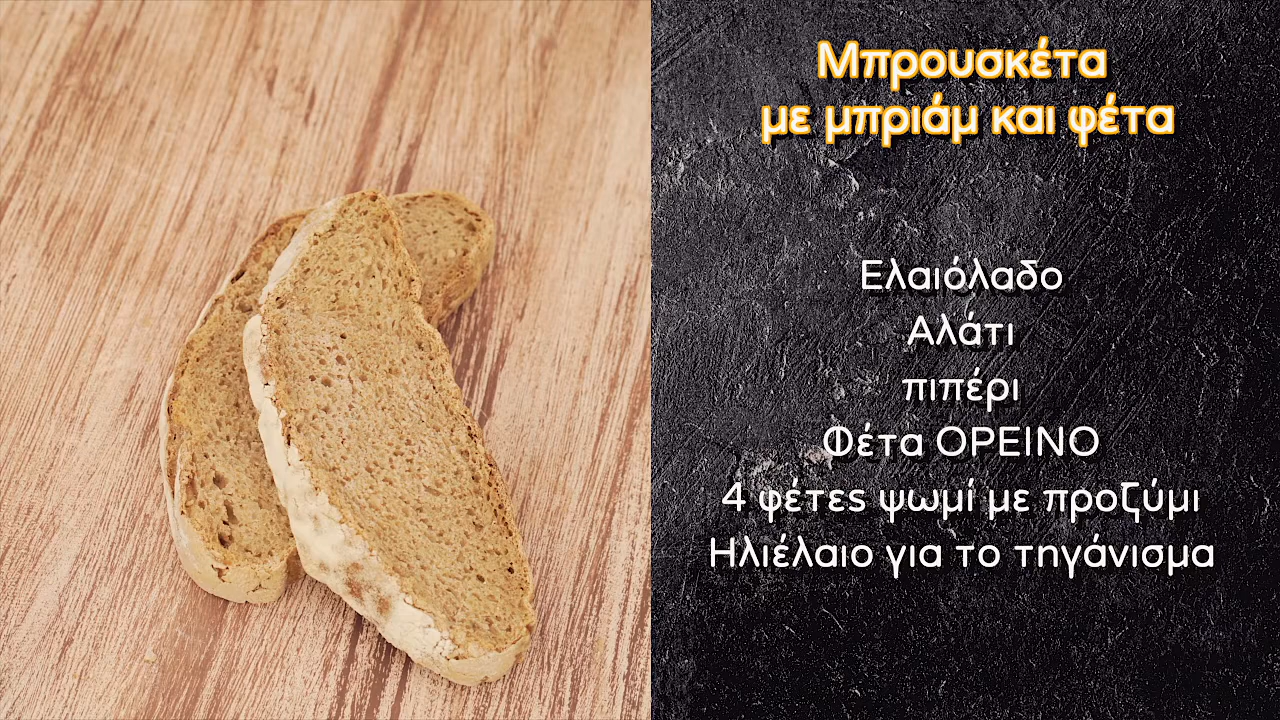 Μπρουσκέτα
με μπριάμ και φέτα
Ελαιόλαδο
Αλάτι
πιπέρι
Φέτα ΟΡΕΙΝΟ
4 φέτες ψωμί με προζύμι
Ηλιέλαιο για το τηγάνισμα